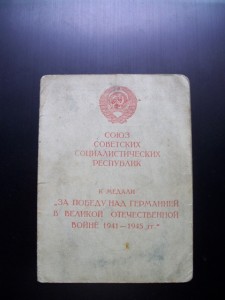 СОЮЗ
СОВЕТСКИХ
СОЦИАЛИСТИЧЕСКИХ
РЕСПУБЛИК
К МЕДАЛИ
„ЗА ПОБЕДУ НАД ГЕРМАНИЕЙ
В ВЕЛИКОЙ ОТЕЧЕСТВЕННОЙ
ВОЙНЕ 1941—1945 гг."